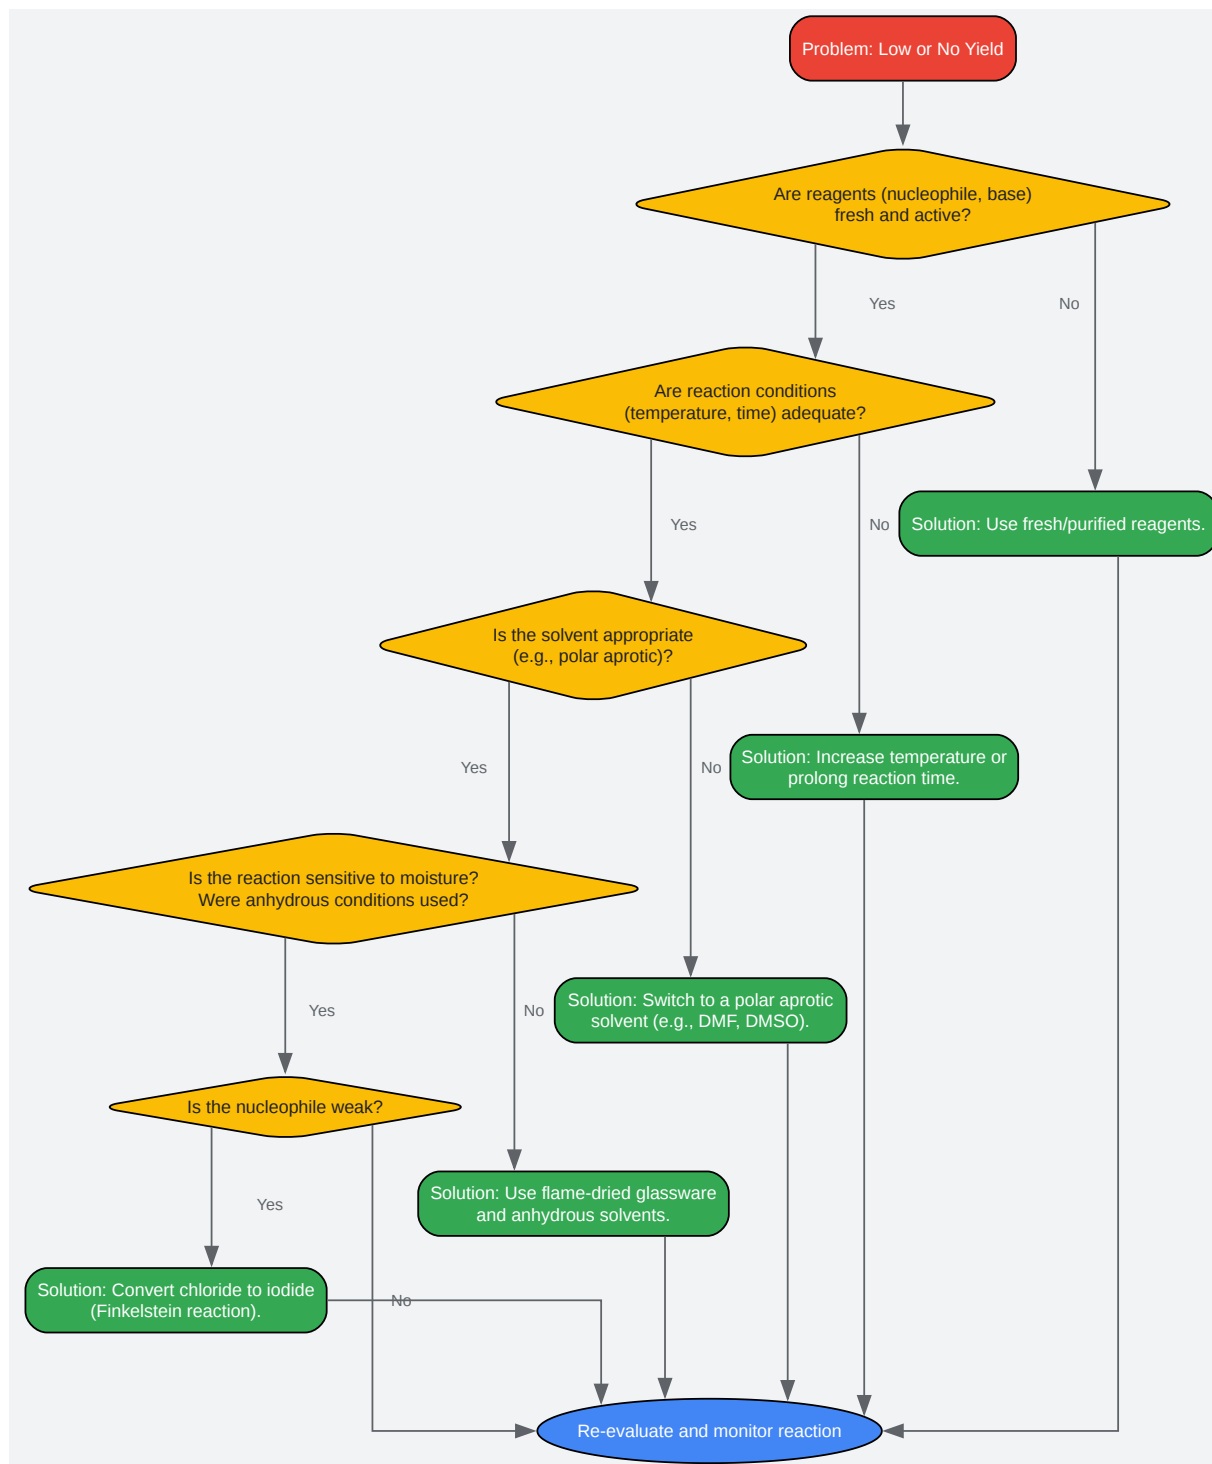 Problem: Low or No Yield
Are reagents (nucleophile, base)
fresh and active?
Yes
No
Are reaction conditions
(temperature, time) adequate?
Yes
No
Solution: Use fresh/purified reagents.
Is the solvent appropriate
(e.g., polar aprotic)?
Yes
No
Solution: Increase temperature or
prolong reaction time.
Is the reaction sensitive to moisture?
Were anhydrous conditions used?
Yes
No
Solution: Switch to a polar aprotic
solvent (e.g., DMF, DMSO).
Is the nucleophile weak?
Yes
Solution: Use flame-dried glassware
and anhydrous solvents.
Solution: Convert chloride to iodide
(Finkelstein reaction).
No
Re-evaluate and monitor reaction